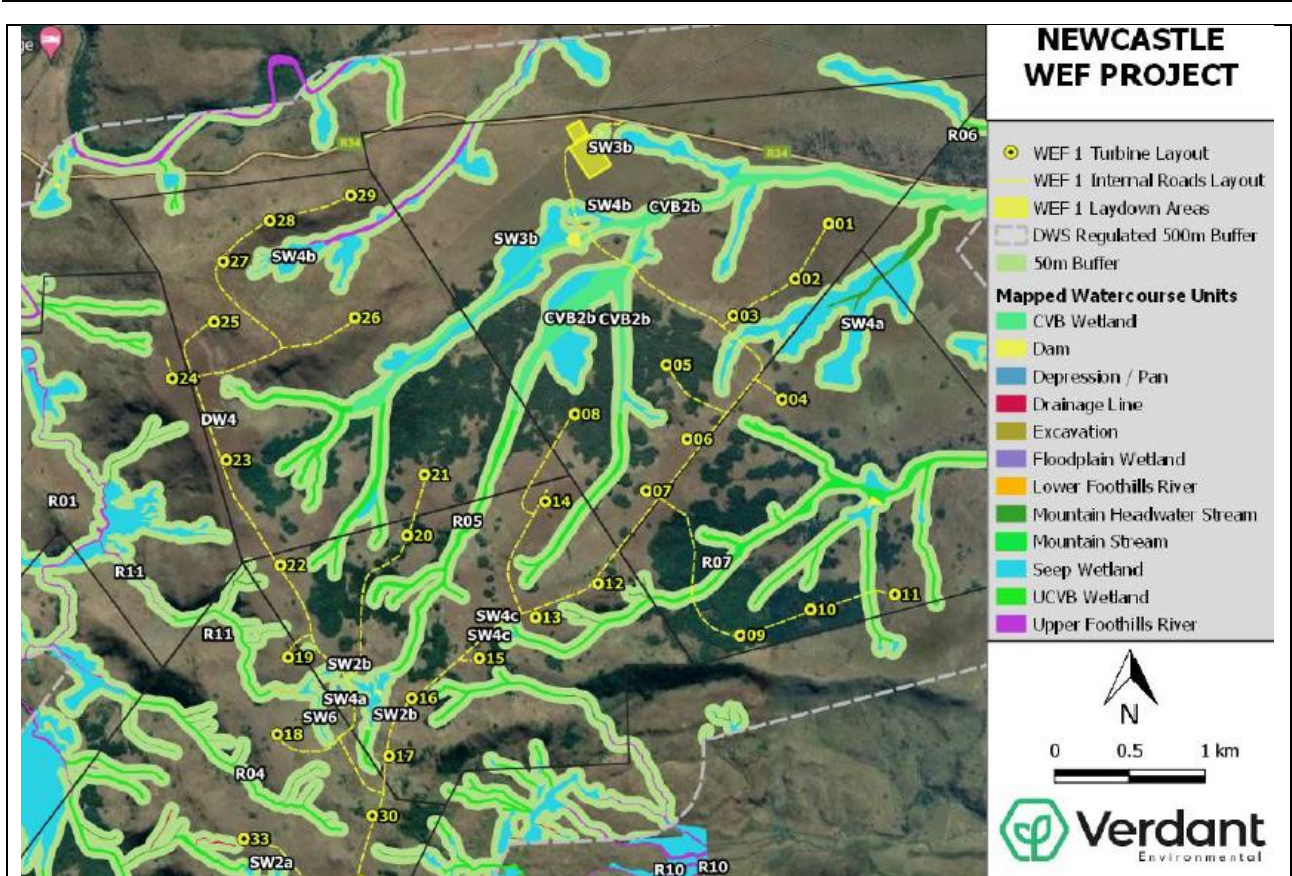 ge
NEWCASTLE
WEF PROJECT
WEF 1 Turbine Layout
WEF 1 Internal Roads Layout
WEF 1 Laydown Areas
DWS Regulated 500m Buffer
50m Buffer
Mapped Watercourse Units
CVB Wetland
Dam
Depression / Pan
Drainage Line
Excavation
Floodplain Wetland
Lower Foothills River
Mountain Headwater Stream
Mountain Stream
Seep Wetland
UCVB Wetland
Upper Foothills River
N
0 0.5 1 km
Verdant
Environmental
R34
SW3b
R34
R06
29
28
SW4b
CVB2b
01
SW3b
27
SW4b
02
25
26
CVB2b
CVB2b
03
SW4a
05
24
04
DW4
08
06
23
21
07
R01
14
R05
20
22
R07
R11
12
11
10
R11
SW4c
13
09
SW4c
19
SW2b
15
SW4a
16
SW6
SW2b
18
17
R04
30
33
SW2a
R10
R10